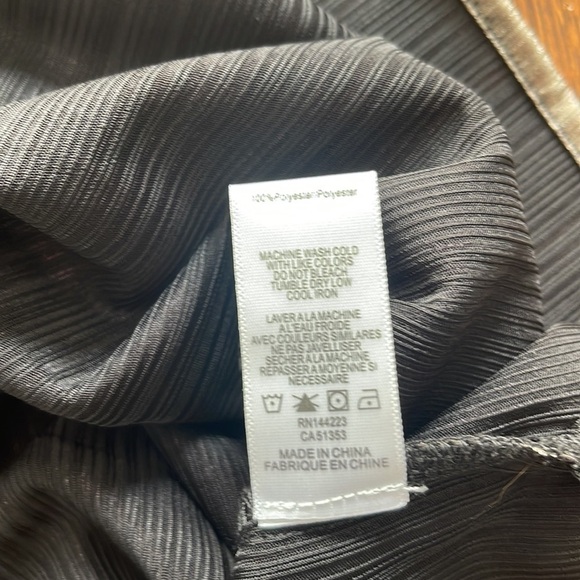 100%Polyester/Polyester
MACHINE WASH COLD
WITH LIKE COLORS
DO NOT BLEACH
TUMBLE DRY LOW
COOL IRON
LAVER A LA MACHINE
A L'EAU FROIDE
AVEC COULEURS SIMILAIRES
NE PAS JAVELLISER
SECHER A LA MACHINE
REPASSER A MOYENNE SI
NECESSAIRE
RN144223
CA51353
MADE IN CHINA
FABRIQUE EN CHINE